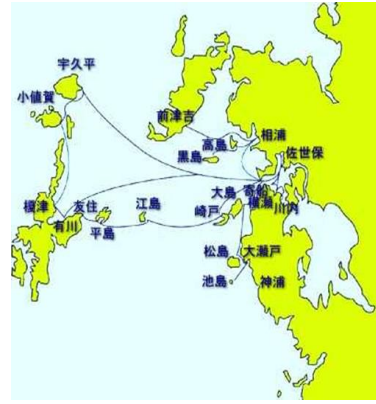 宇久平
小値賀
前津吉
相浦
高島
黒島
佐世保
大島
寄船
横瀬
川内
崎戸
江島
友住
榎津
有川
平島
松島
大瀬戸
池島
神浦